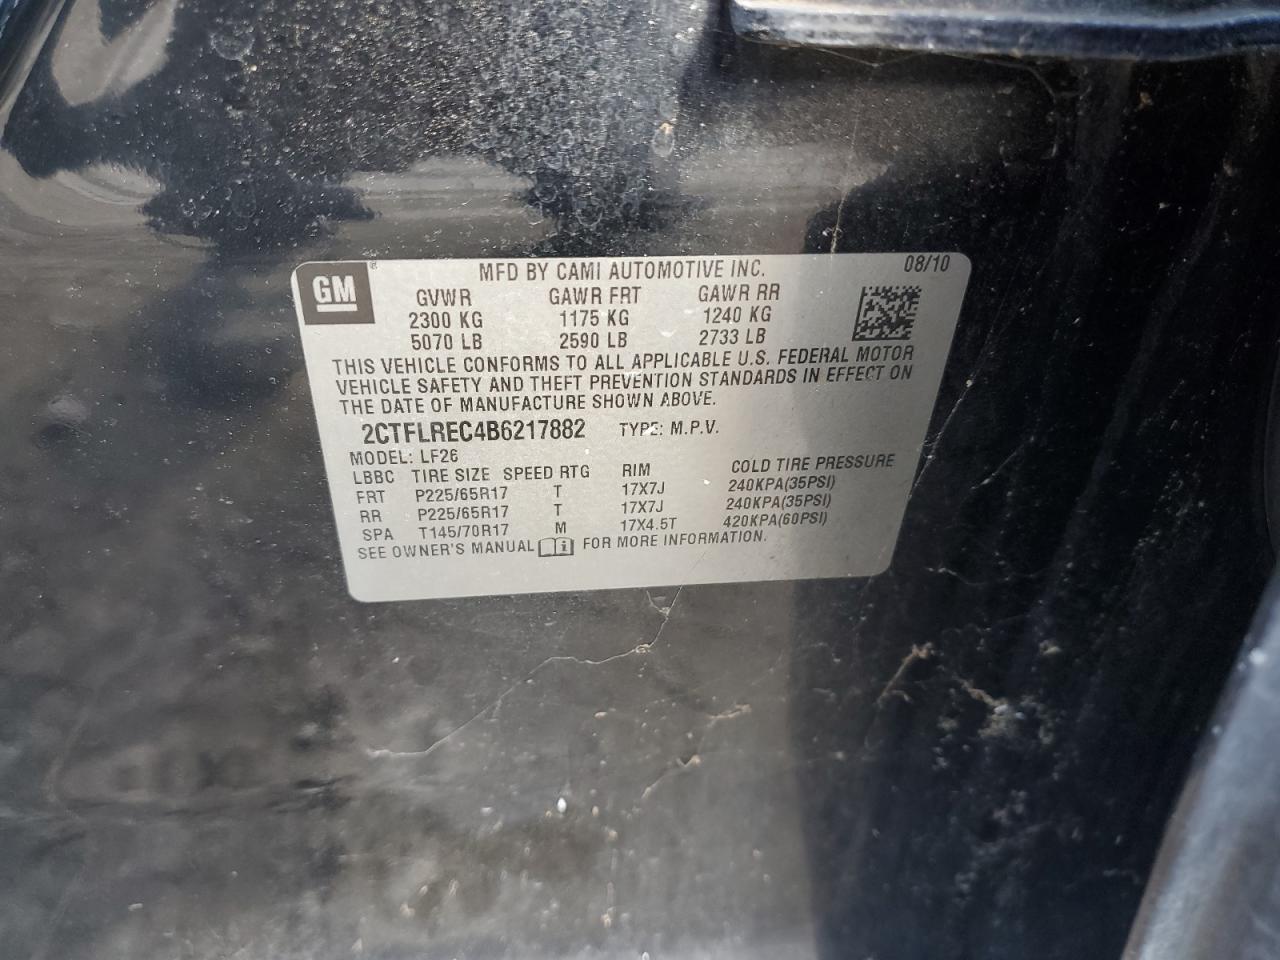 GM ® MFD BY CAMI AUTOMOTIVE INC. 08/10
GVWR GAWR FRT GAWR RR
2300 KG 1175 KG 1240 KG
5070 LB 2590 LB 2733 LB
THIS VEHICLE CONFORMS TO ALL APPLICABLE U.S. FEDERAL MOTOR
VEHICLE SAFETY AND THEFT PREVENTION STANDARDS IN EFFECT ON
THE DATE OF MANUFACTURE SHOWN ABOVE.
2CTFLREC4B6217882 TYPE: M.P.V.
MODEL: LF26
LBBC TIRE SIZE SPEED RTG RIM COLD TIRE PRESSURE
FRT P225/65R17 T 17X7J 240KPA(35PSI)
RR P225/65R17 T 17X7J 240KPA(35PSI)
SPA T145/70R17 M 17X4.5T 420KPA(60PSI)
SEE OWNER'S MANUAL i FOR MORE INFORMATION.